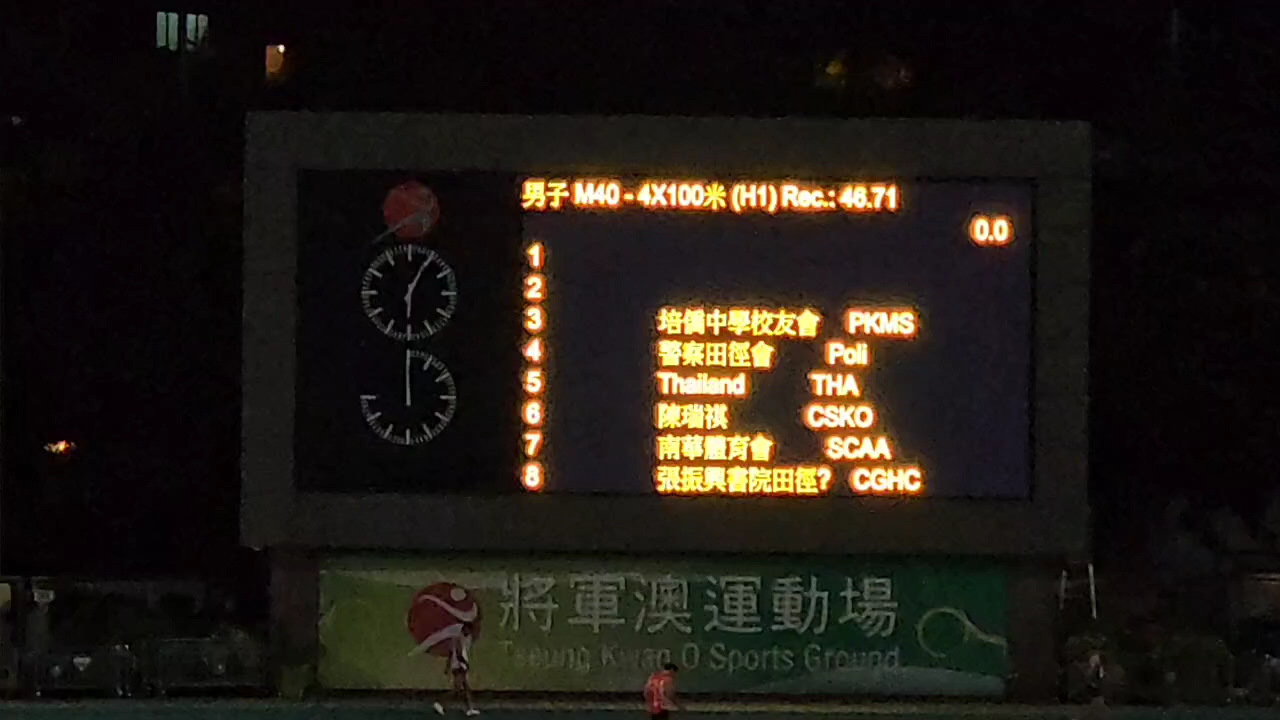 男子 M40 - 4X100米 (H1) Rec.: 46.71
0.0
1
2
3 培僑中學校友會 PKMS
4 警察田徑會 Poli
5 Thailand THA
6 陳瑞祺 CSKO
7 南華體育會 SCAA
8 張振興書院田徑? CGHC
將軍澳運動場
Tseung Kwan O Sports Ground